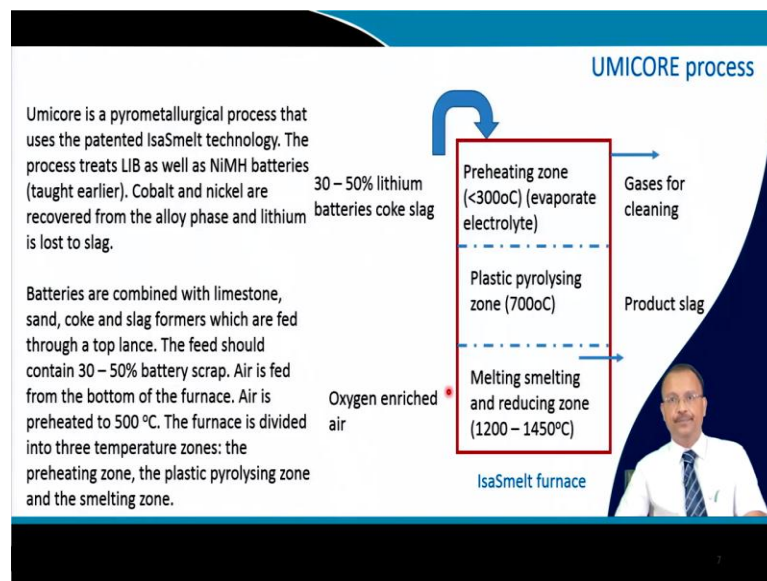 UMICORE process
Umicore is a pyrometallurgical process that
uses the patented IsaSmelt technology. The
process treats LIB as well as NiMH batteries
(taught earlier). Cobalt and nickel are
recovered from the alloy phase and lithium
is lost to slag.
Batteries are combined with limestone,
sand, coke and slag formers which are fed
through a top lance. The feed should
contain 30 – 50% battery scrap. Air is fed
from the bottom of the furnace. Air is
preheated to 500 °C. The furnace is divided
into three temperature zones: the
preheating zone, the plastic pyrolysing zone
and the smelting zone.
30 – 50% lithium
batteries coke slag
Oxygen enriched
air
Preheating zone
(<300oC) (evaporate
electrolyte)
Plastic pyrolysing
zone (700oC)
Melting smelting
and reducing zone
(1200 – 1450°C)
IsaSmelt furnace
Gases for
cleaning
Product slag
7